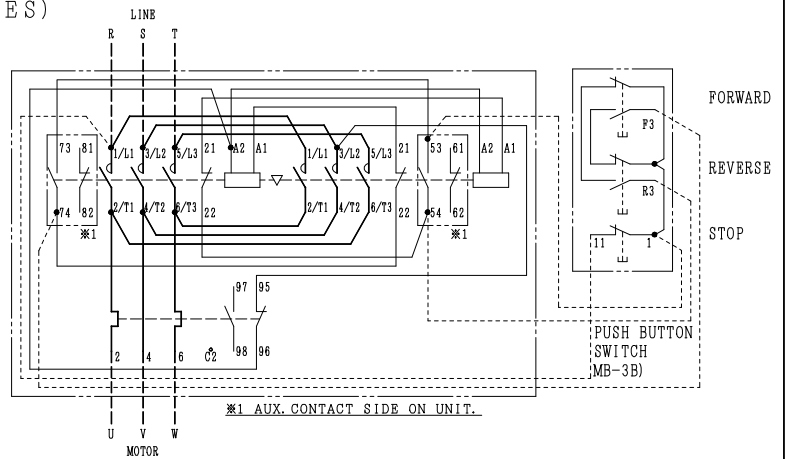 ES)
LINE
R S T
73 81 1/L1 3/L2 5/L3 21 A2 A1 1/L1 3/L2 5/L3 21 53 61 A2 A1
74 82 2/T1 4/T2 6/T3 22 2/T1 4/T2 6/T3 22 54 62
※1 ※1
97 95
98 96
2 4 6
U V W
MOTOR
※1 AUX. CONTACT SIDE ON UNIT.
FORWARD
F3
REVERSE
R3
STOP
11 1
PUSH BUTTON
SWITCH
MB-3B)